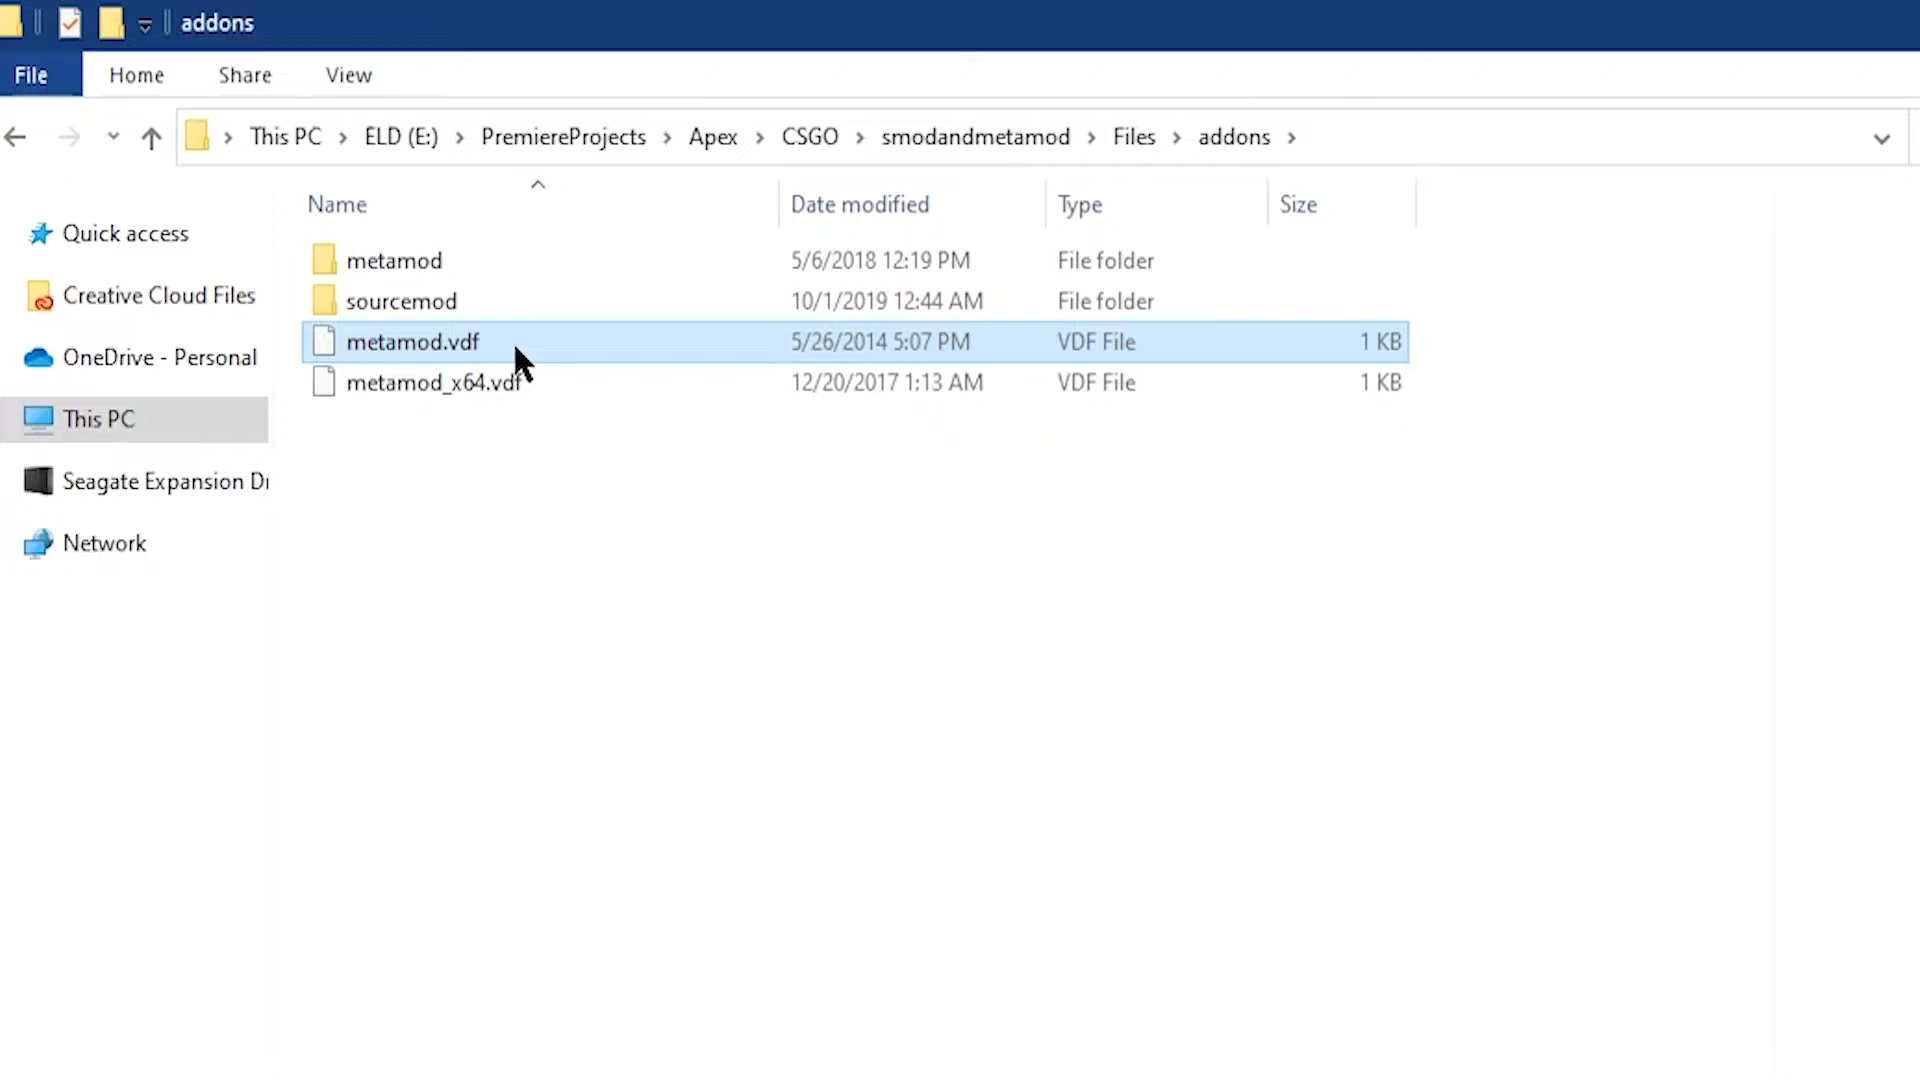 addons
File Home Share View
This PC ELD (E:) PremiereProjects Apex CSGO smodandmetamod Files addons
Name Date modified Type Size
Quick access
Creative Cloud Files
OneDrive - Personal
This PC
Seagate Expansion Dr
Network
metamod 5/6/2018 12:19 PM File folder
sourcemod 10/1/2019 12:44 AM File folder
metamod.vdf 5/26/2014 5:07 PM VDF File 1 KB
metamod_x64.vdf 12/20/2017 1:13 AM VDF File 1 KB